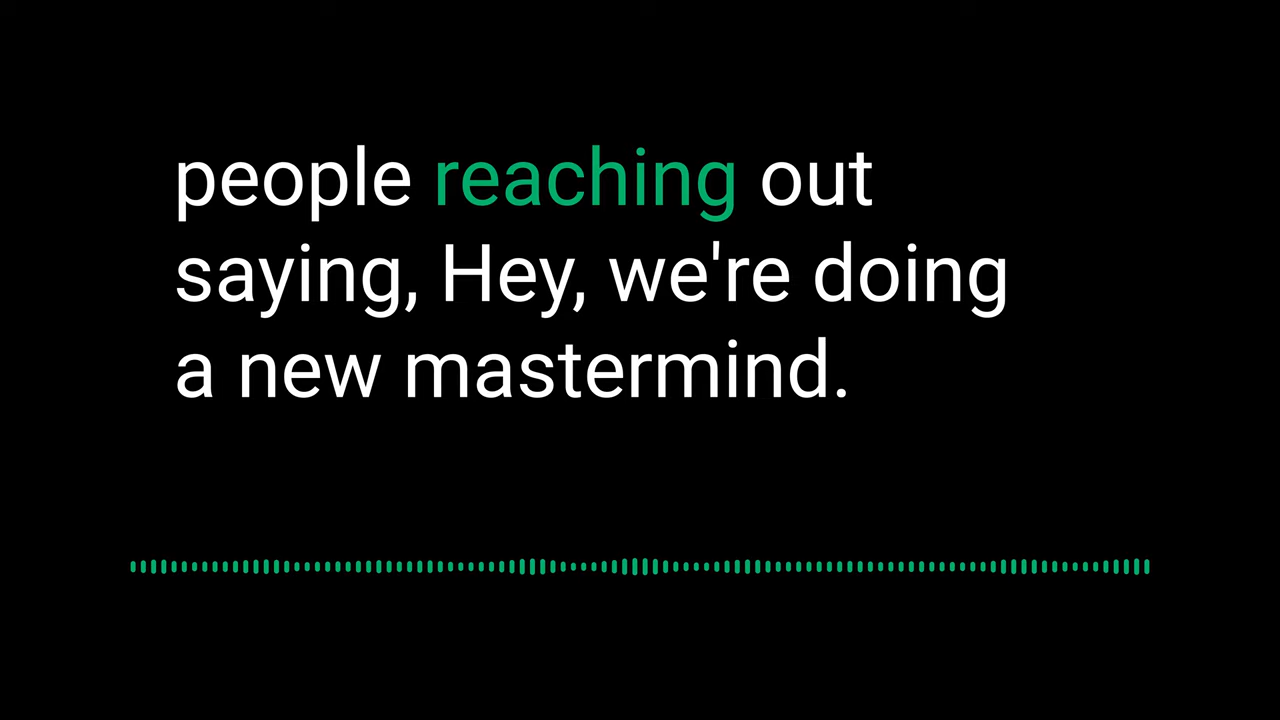 people reaching out
saying, Hey, we're doing
a new mastermind.